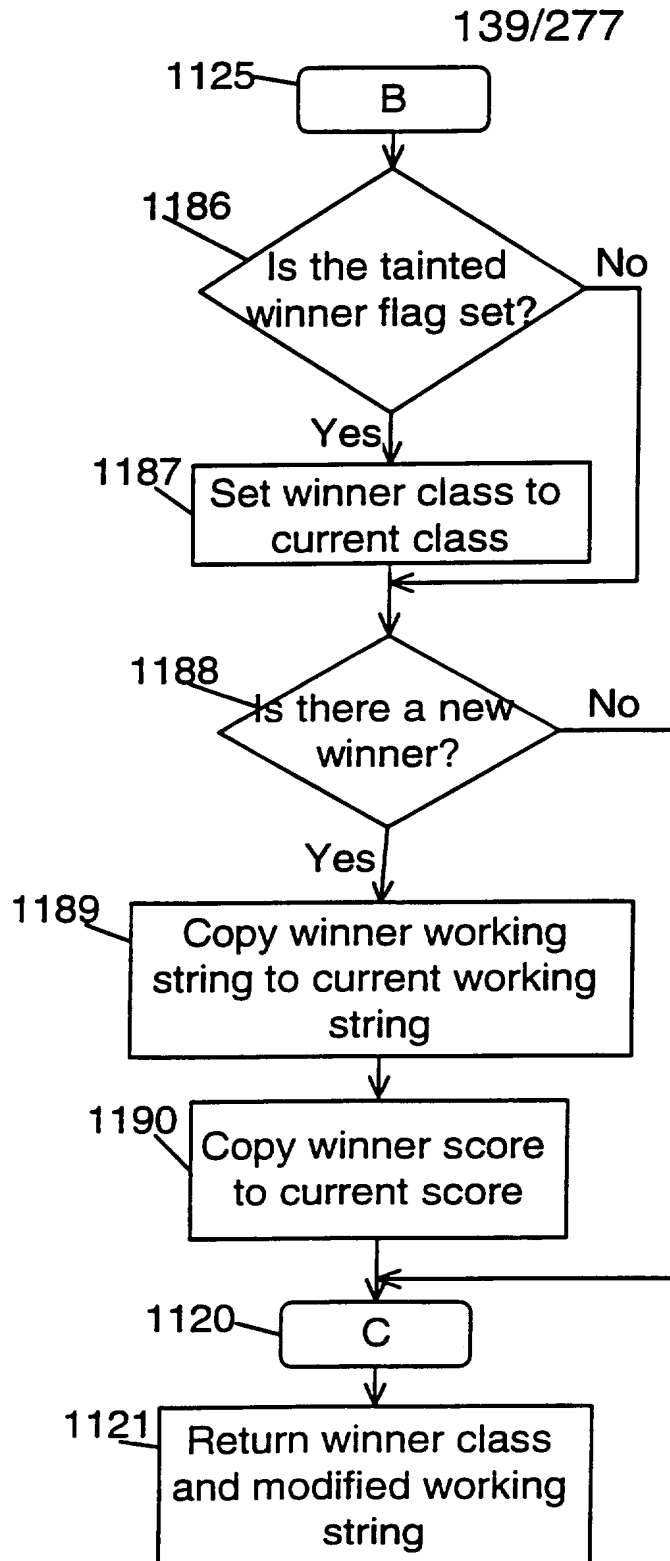 139/277
1125
B
1186
Is the tainted
winner flag set?
No
Yes
1187
Set winner class to
current class
1188
Is there a new
winner?
No
Yes
1189
Copy winner working
string to current working
string
1190
Copy winner score
to current score
1120
C
1121
Return winner class
and modified working
string